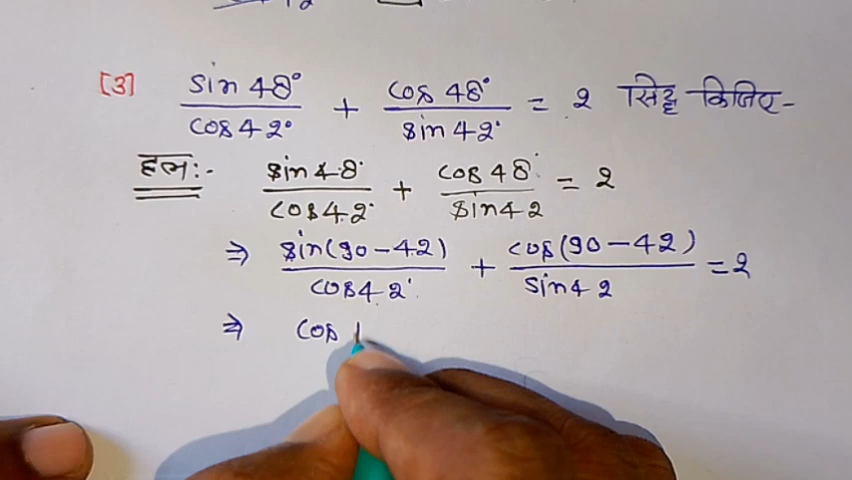 [3] sin 48° / cos 42° + cos 48° / sin 42° = 2 सिद्ध किजिए-
हल:- sin 48° / cos 42° + cos 48° / sin 42 = 2
⇒ sin(90-42) / cos 42° + cos(90-42) / sin 42 = 2
⇒ cos